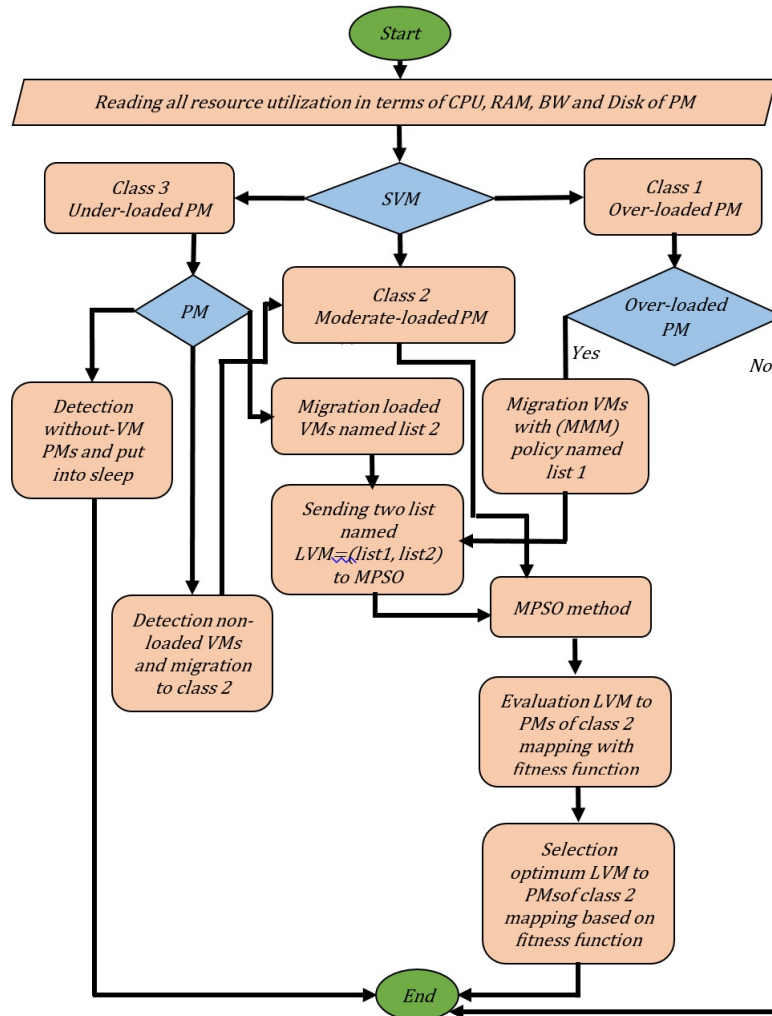 Start
Reading all resource utilization in terms of CPU, RAM, BW and Disk of PM
Class 3
Under-loaded PM
SVM
Class 1
Over-loaded PM
PM
Class 2
Moderate-loaded PM
Over-loaded
PM
Yes
No
Detection
without-VM
PMs and put
into sleep
Migration loaded
VMs named list 2
Migration VMs
with (MMM)
policy named
list 1
Sending two list
named
LVM=(list1, list2)
to MPSO
Detection non-
loaded VMs
and migration
to class 2
MPSO method
Evaluation LVM to
PMs of class 2
mapping with
fitness function
Selection
optimum LVM to
PMsof class 2
mapping based on
fitness function
End